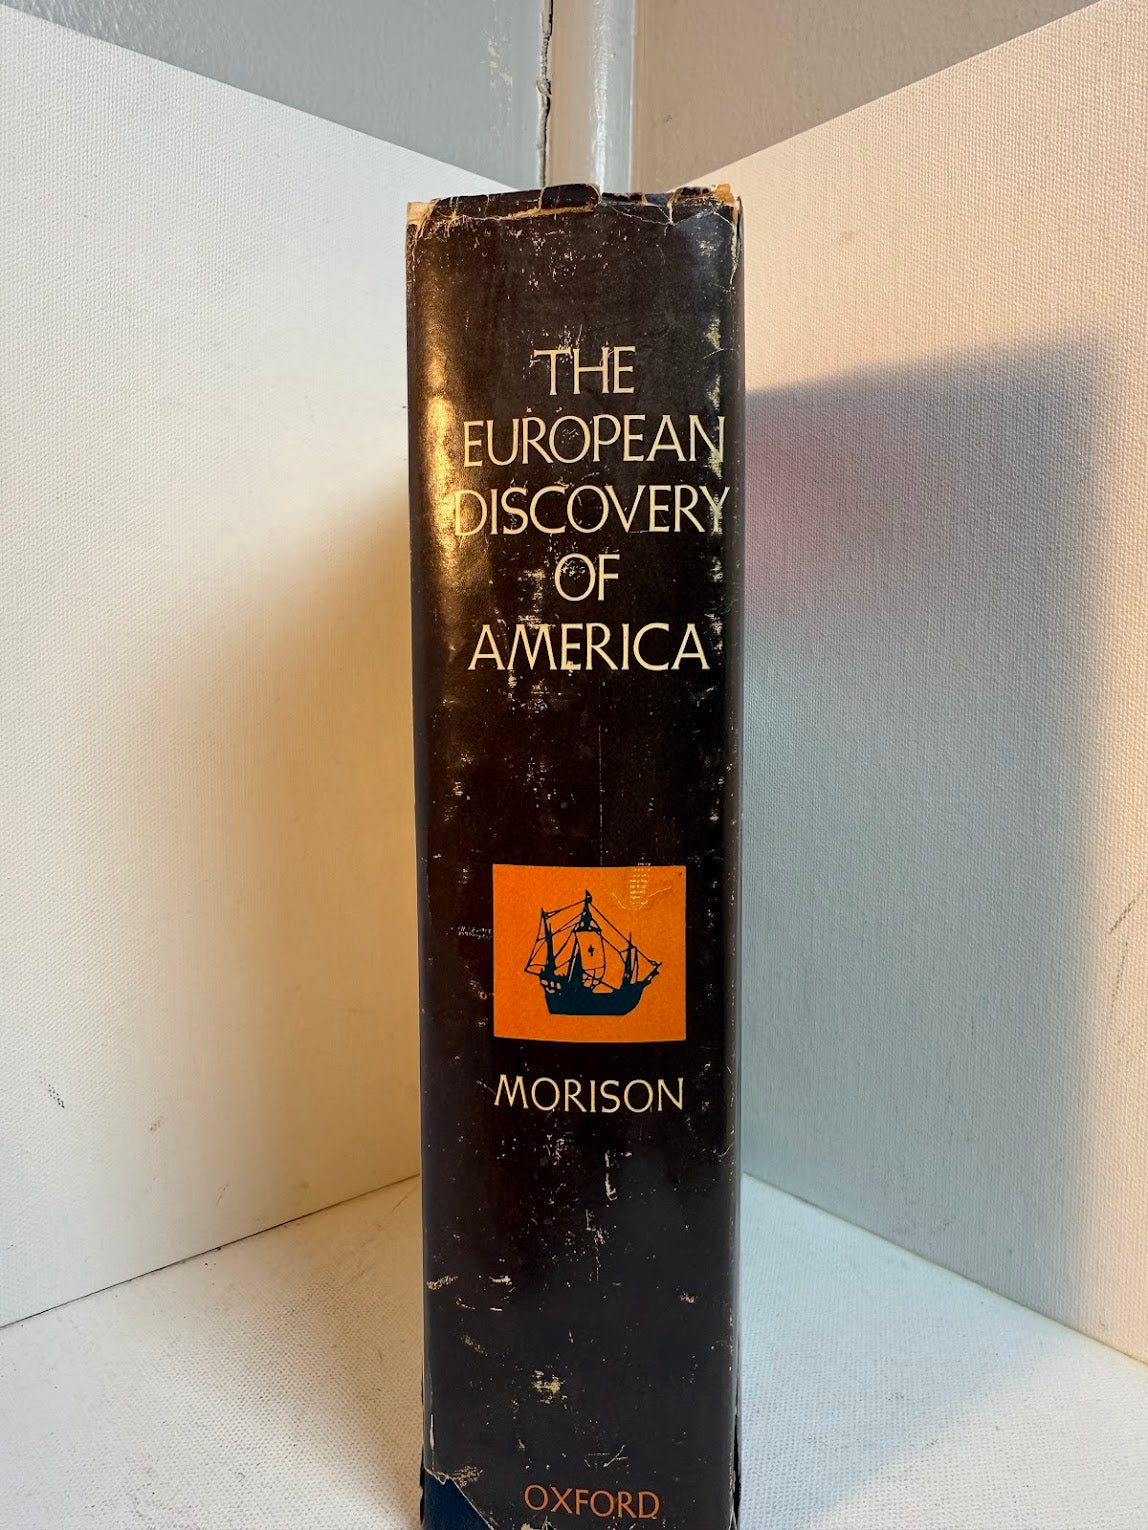 THE
EUROPEAN
DISCOVERY
OF
AMERICA
MORISON
OXFORD